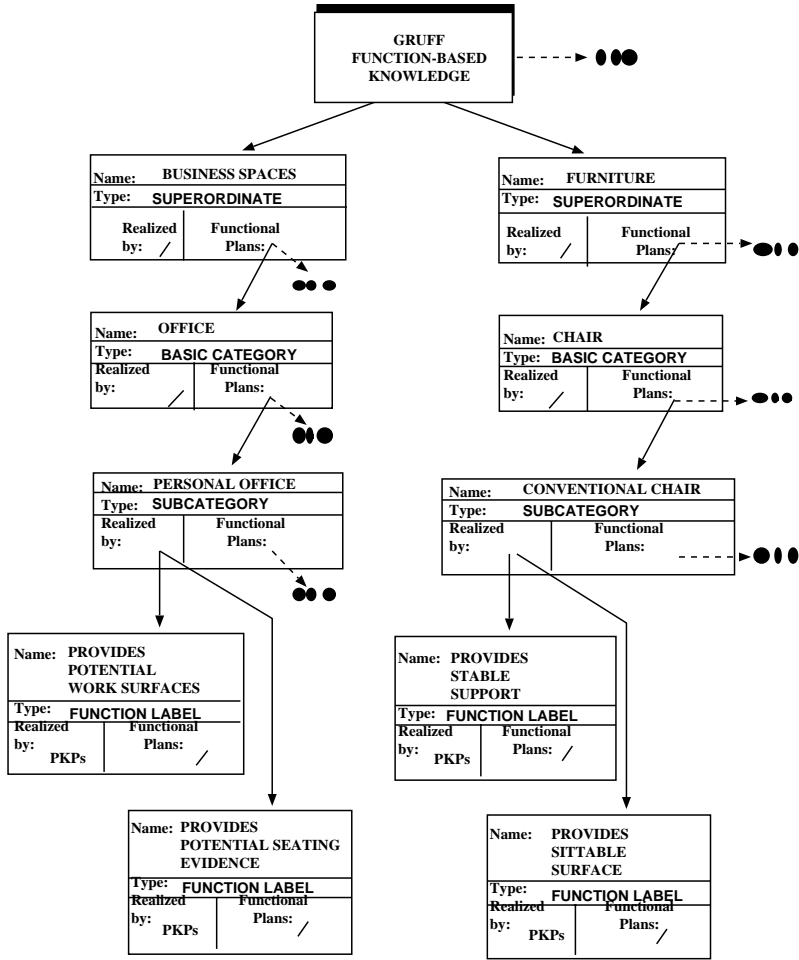 GRUFF
FUNCTION-BASED
KNOWLEDGE
Name: BUSINESS SPACES
Type: SUPERORDINATE
Realized
by: /
Functional
Plans:
Name: FURNITURE
Type: SUPERORDINATE
Realized
by: /
Functional
Plans:
Name: OFFICE
Type: BASIC CATEGORY
Realized
by: /
Functional
Plans:
Name: CHAIR
Type: BASIC CATEGORY
Realized
by: /
Functional
Plans:
Name: PERSONAL OFFICE
Type: SUBCATEGORY
Realized
by:
Functional
Plans:
Name: CONVENTIONAL CHAIR
Type: SUBCATEGORY
Realized
by:
Functional
Plans:
Name: PROVIDES
POTENTIAL
WORK SURFACES
Type: FUNCTION LABEL
Realized
by: PKPs
Functional
Plans: /
Name: PROVIDES
STABLE
SUPPORT
Type: FUNCTION LABEL
Realized
by: PKPs
Functional
Plans: /
Name: PROVIDES
POTENTIAL SEATING
EVIDENCE
Type: FUNCTION LABEL
Realized
by: PKPs
Functional
Plans: /
Name: PROVIDES
SITTABLE
SURFACE
Type: FUNCTION LABEL
Realized
by: PKPs
Functional
Plans: /